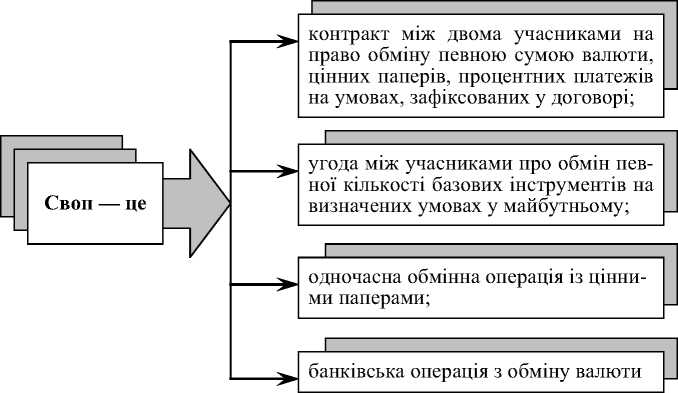 Своп — це
контракт між двома учасниками на
право обміну певною сумою валюти,
цінних паперів, процентних платежів
на умовах, зафіксованих у договорі;
угода між учасниками про обмін пев-
ної кількості базових інструментів на
визначених умовах у майбутньому;
одночасна обмінна операція із цінни-
ми паперами;
банківська операція з обміну валюти